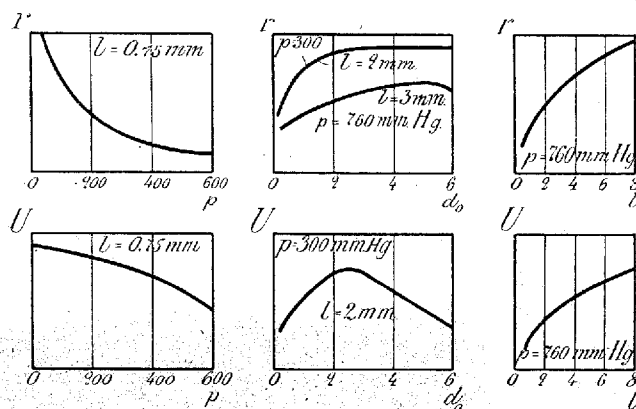 r
l = 0.75 mm
0 200 400 600
p
r
p=300
l = 2 mm.
l = 3 mm.
p = 760 mm. Hg.
0 2 4 6
d₀
r
p = 760 mm. Hg
0 2 4 6 8
l
U
l = 0.75 mm
0 200 400 600
p
U
p=300 mm Hg
l = 2 mm
0 2 4 6
d₀
U
p = 760 mm Hg
0 2 4 6 8
l